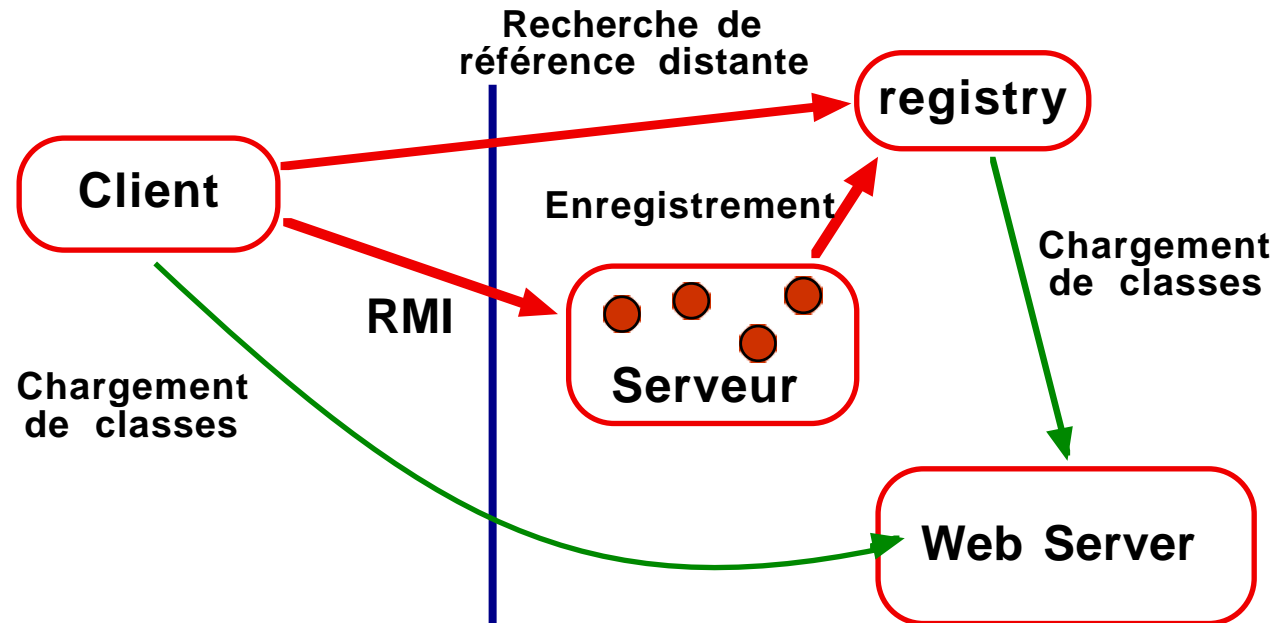 Recherche de
référence distante
registry
Client
Enregistrement
Chargement
de classes
RMI
Serveur
Chargement
de classes
Web Server